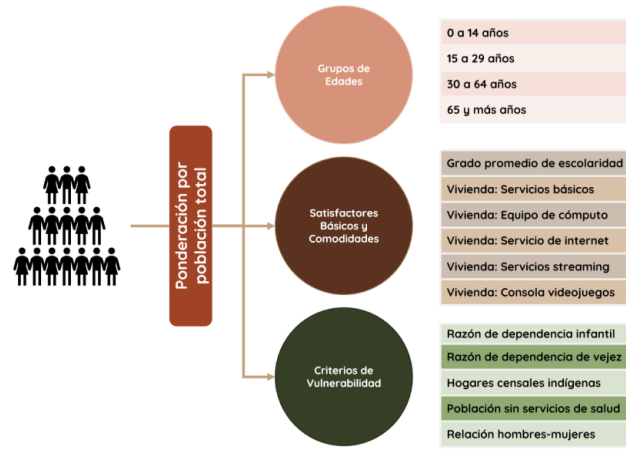 Ponderación por
población total
Grupos de
Edades
0 a 14 años
15 a 29 años
30 a 64 años
65 y más años
Satisfactores
Básicos y
Comodidades
Grado promedio de escolaridad
Vivienda: Servicios básicos
Vivienda: Equipo de cómputo
Vivienda: Servicio de internet
Vivienda: Servicios streaming
Vivienda: Consola videojuegos
Criterios de
Vulnerabilidad
Razón de dependencia infantil
Razón de dependencia de vejez
Hogares censales indígenas
Población sin servicios de salud
Relación hombres-mujeres